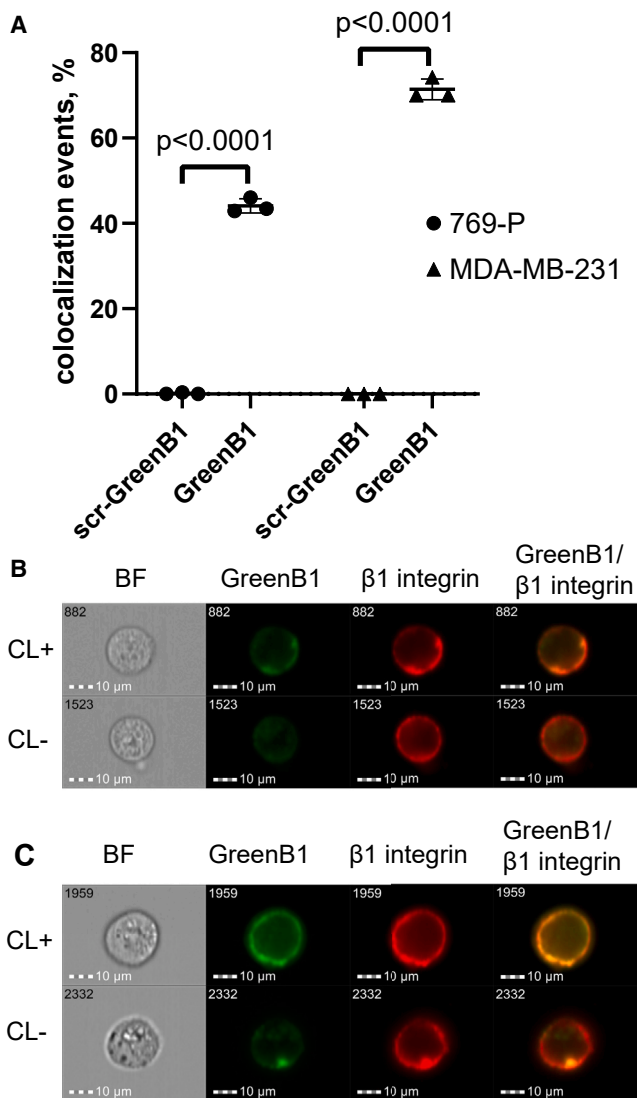 A
colocalization events, %
80
60
40
20
0
p<0.0001
p<0.0001
769-P
MDA-MB-231
scr-GreenB1
GreenB1
scr-GreenB1
GreenB1
B
BF
GreenB1
β1 integrin
GreenB1/
β1 integrin
CL+
882
10 µm
882
10 µm
882
10 µm
882
10 µm
CL-
1523
10 µm
1523
10 µm
1523
10 µm
1523
10 µm
C
BF
GreenB1
β1 integrin
GreenB1/
β1 integrin
CL+
1959
10 µm
1959
10 µm
1959
10 µm
1959
10 µm
CL-
2332
10 µm
2332
10 µm
2332
10 µm
2332
10 µm